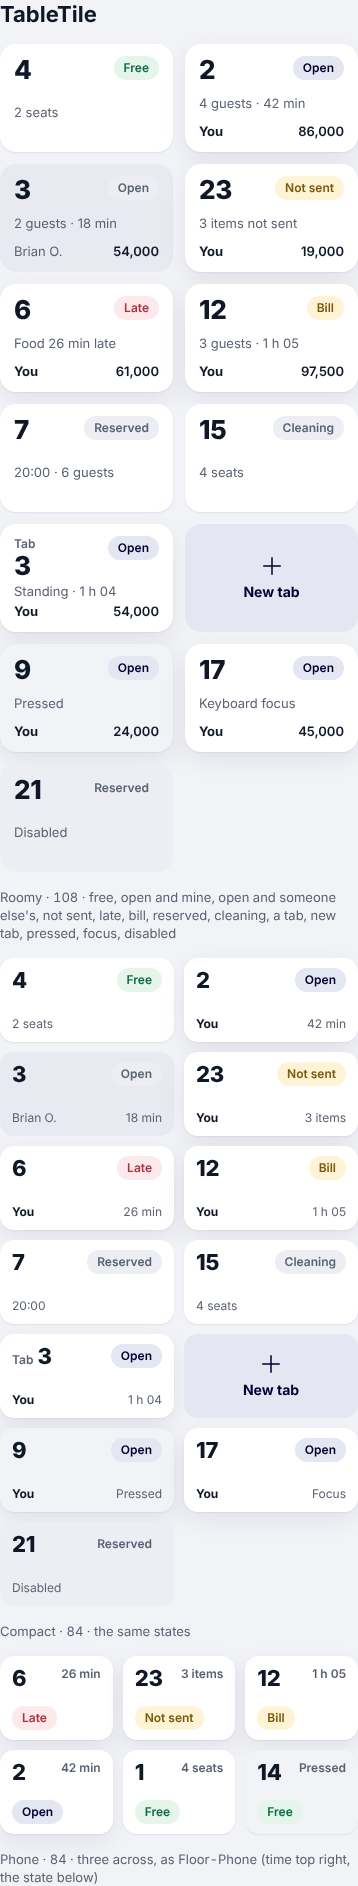 TableTile
4 Free
2 seats
2 Open
4 guests · 42 min
You 86,000
3 Open
2 guests · 18 min
Brian O. 54,000
23 Not sent
3 items not sent
You 19,000
6 Late
Food 26 min late
You 61,000
12 Bill
3 guests · 1 h 05
You 97,500
7 Reserved
20:00 · 6 guests
15 Cleaning
4 seats
Tab
3 Open
Standing · 1 h 04
You 54,000
New tab
9 Open
Pressed
You 24,000
17 Open
Keyboard focus
You 45,000
21 Reserved
Disabled
Roomy · 108 · free, open and mine, open and someone
else's, not sent, late, bill, reserved, cleaning, a tab, new
tab, pressed, focus, disabled
4 Free
2 seats
2 Open
You 42 min
3 Open
Brian O. 18 min
23 Not sent
You 3 items
6 Late
You 26 min
12 Bill
You 1 h 05
7 Reserved
20:00
15 Cleaning
4 seats
Tab 3 Open
You 1 h 04
New tab
9 Open
You Pressed
17 Open
You Focus
21 Reserved
Disabled
Compact · 84 · the same states
6 26 min
Late
23 3 items
Not sent
12 1 h 05
Bill
2 42 min
Open
1 4 seats
Free
14 Pressed
Free
Phone · 84 · three across, as Floor-Phone (time top right,
the state below)